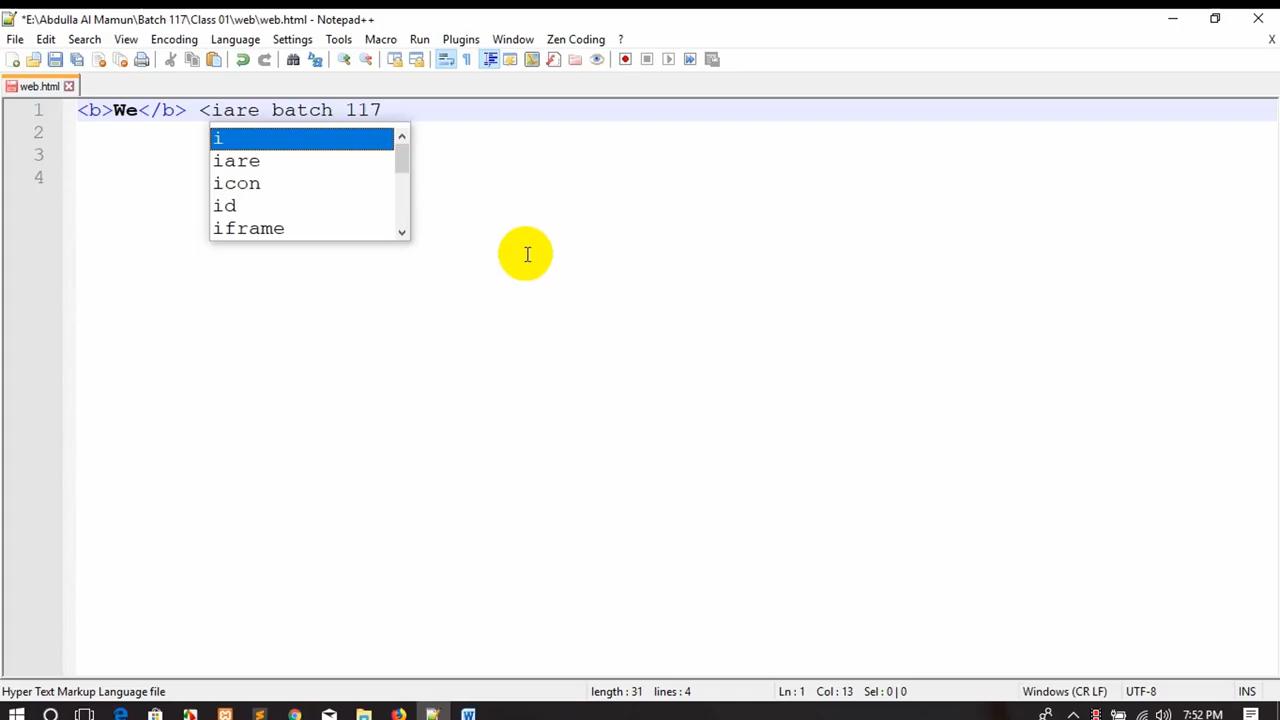 *E:\Abdulla Al Mamun\Batch 117\Class 01\web\web.html - Notepad++
File Edit Search View Encoding Language Settings Tools Macro Run Plugins Window Zen Coding ? X
web.html
1 <b>We</b> <iare batch 117
2
3
4
i
iare
icon
id
iframe
Hyper Text Markup Language file length : 31 lines : 4 Ln : 1 Col : 13 Sel : 0 | 0 Windows (CR LF) UTF-8 INS
7:52 PM